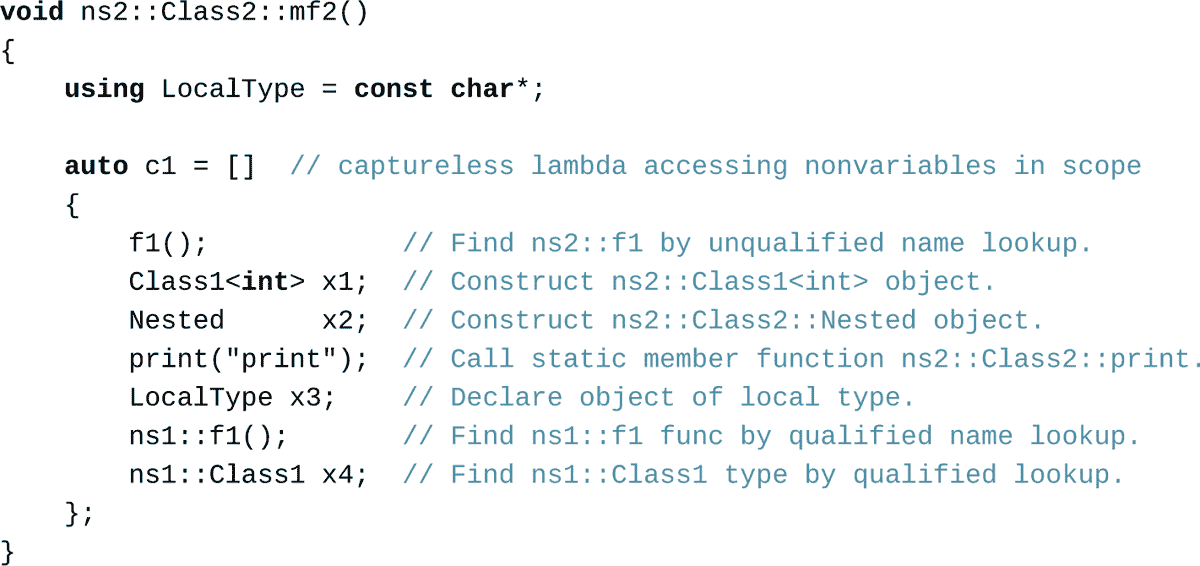 void ns2::Class2::mf2()
{
    using LocalType = const char*;

    auto c1 = []  // captureless lambda accessing nonvariables in scope
    {
        f1();            // Find ns2::f1 by unqualified name lookup.
        Class1<int> x1;  // Construct ns2::Class1<int> object.
        Nested      x2;  // Construct ns2::Class2::Nested object.
        print("print");  // Call static member function ns2::Class2::print.
        LocalType x3;    // Declare object of local type.
        ns1::f1();       // Find ns1::f1 func by qualified name lookup.
        ns1::Class1 x4;  // Find ns1::Class1 type by qualified lookup.
    };
}